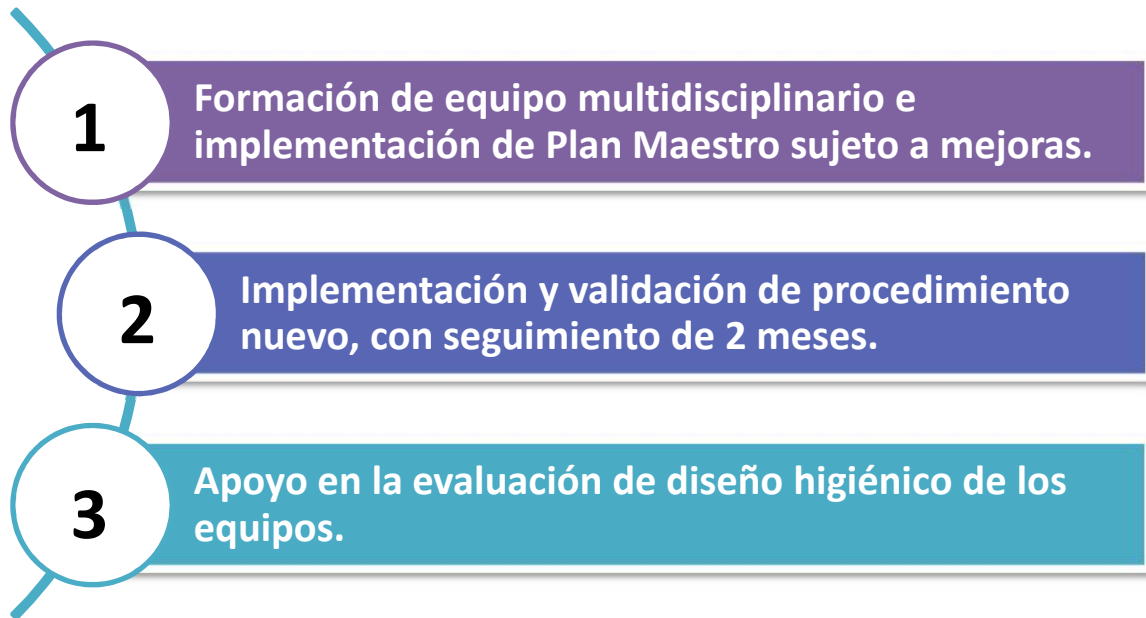 1
Formación de equipo multidisciplinario e
implementación de Plan Maestro sujeto a mejoras.
2
Implementación y validación de procedimiento
nuevo, con seguimiento de 2 meses.
3
Apoyo en la evaluación de diseño higiénico de los
equipos.